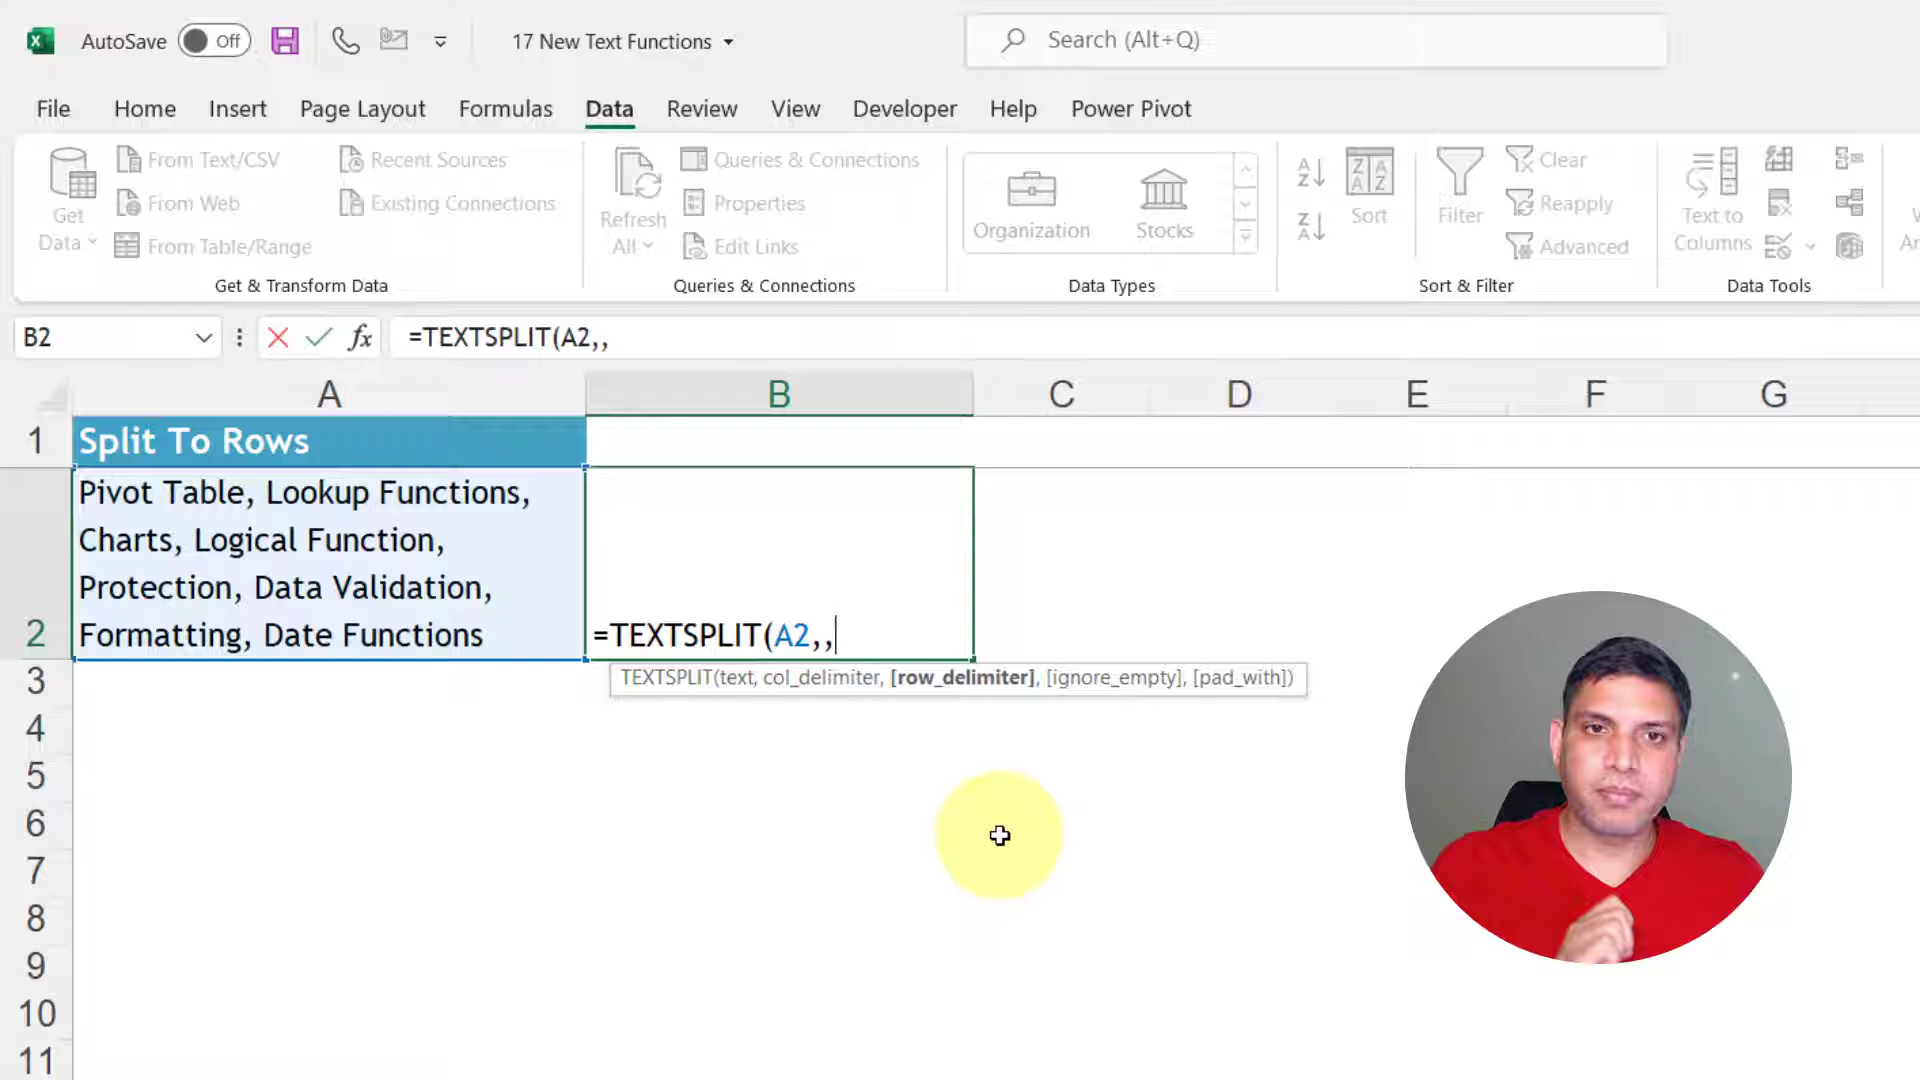 AutoSave Off 17 New Text Functions Search (Alt+Q)
File Home Insert Page Layout Formulas Data Review View Developer Help Power Pivot
Get Data
From Text/CSV
From Web
From Table/Range
Recent Sources
Existing Connections
Get & Transform Data
Refresh All
Queries & Connections
Properties
Edit Links
Queries & Connections
Organization
Stocks
Data Types
Sort
Filter
Clear
Reapply
Advanced
Sort & Filter
Text to Columns
Data Tools
B2 fx =TEXTSPLIT(A2,,
A B C D E F G
1 Split To Rows
Pivot Table, Lookup Functions,
Charts, Logical Function,
Protection, Data Validation,
2 Formatting, Date Functions =TEXTSPLIT(A2,,
TEXTSPLIT(text, col_delimiter, [row_delimiter], [ignore_empty], [pad_with])
3
4
5
6
7
8
9
10
11